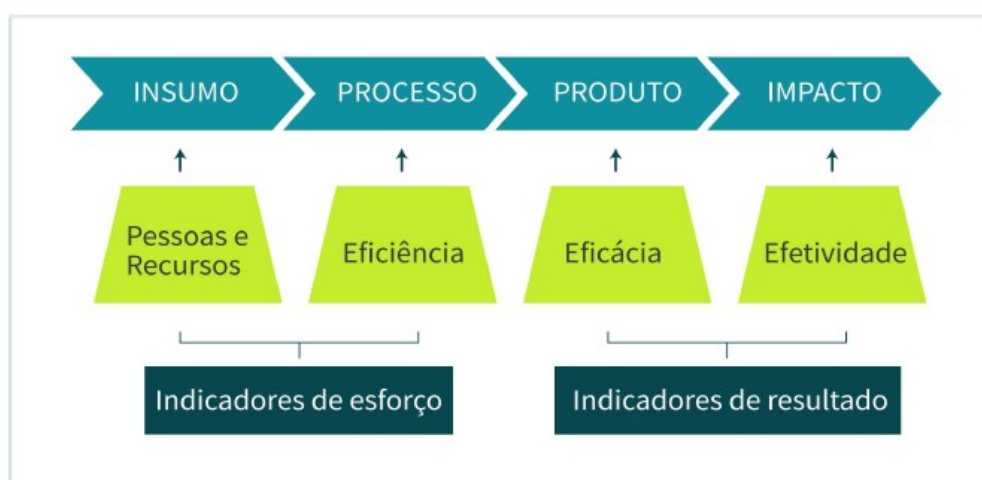 INSUMO
PROCESSO
PRODUTO
IMPACTO
Pessoas e
Recursos
Eficiência
Eficácia
Efetividade
Indicadores de esforço
Indicadores de resultado